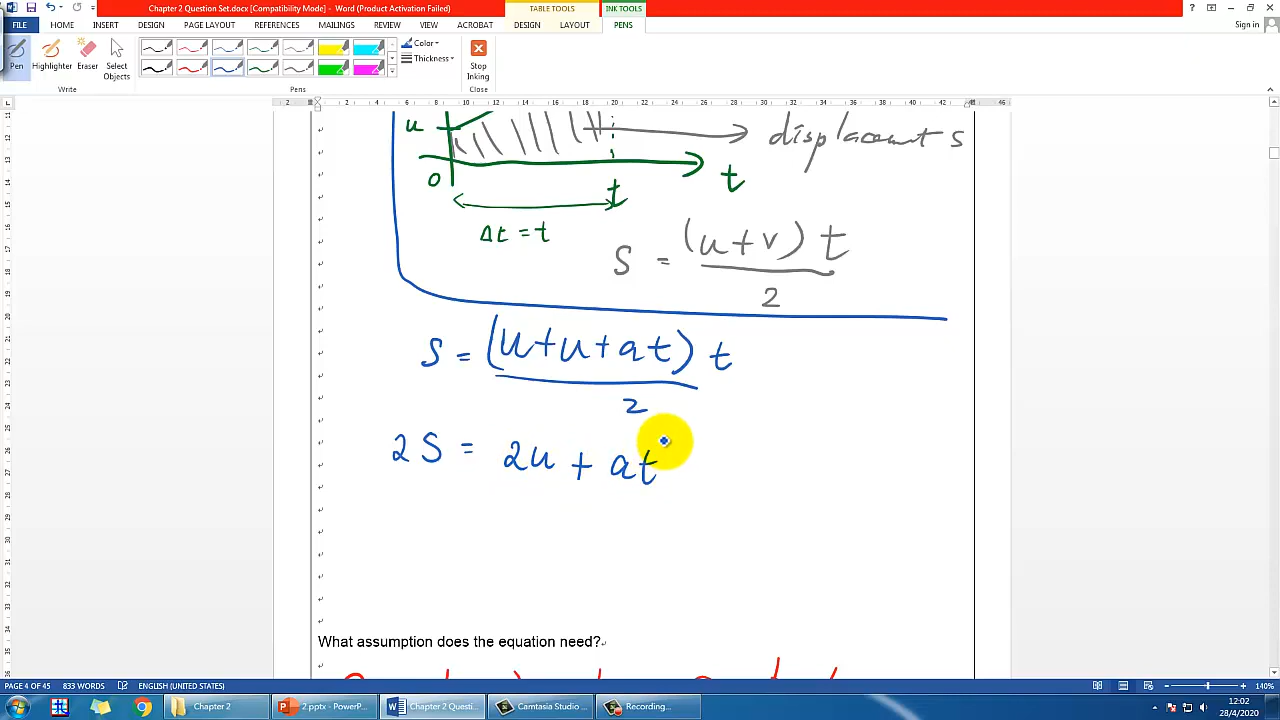 Chapter 2 Question Set.docx [Compatibility Mode] - Word (Product Activation Failed)
TABLE TOOLS
INK TOOLS
FILE HOME INSERT DESIGN PAGE LAYOUT REFERENCES MAILINGS REVIEW VIEW ACROBAT DESIGN LAYOUT PENS
Sign in
Pen Highlighter Eraser Select Objects
Color
Thickness
Stop Inking
Write Pens Close
u
displacement s
0 t t
Δt = t
S = (u+v) t
2
S = (u+u+at) t
2
2S = 2u + at
What assumption does the equation need?
PAGE 4 OF 45 833 WORDS ENGLISH (UNITED STATES) 140%
Chapter 2 2.pptx - PowerP... Chapter 2 Questi... Camtasia Studio ... Recording...
12:02
28/4/2020